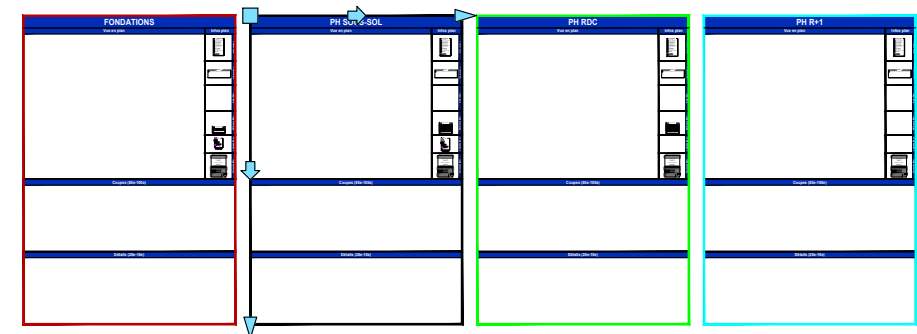 FONDATIONS
Vue en plan
Infos plan
Coupes (50e-100e)
Détails (20e-10e)
PH SOUS-SOL
Vue en plan
Infos plan
Coupes (50e-100e)
Détails (20e-10e)
PH RDC
Vue en plan
Infos plan
Coupes (50e-100e)
Détails (20e-10e)
PH R+1
Vue en plan
Infos plan
Coupes (50e-100e)
Détails (20e-10e)